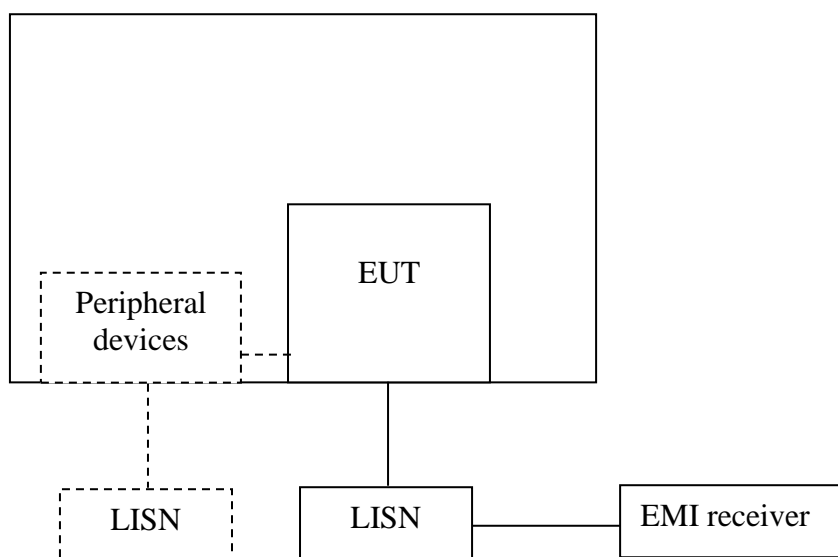 EUT
Peripheral
devices
LISN
LISN
EMI receiver